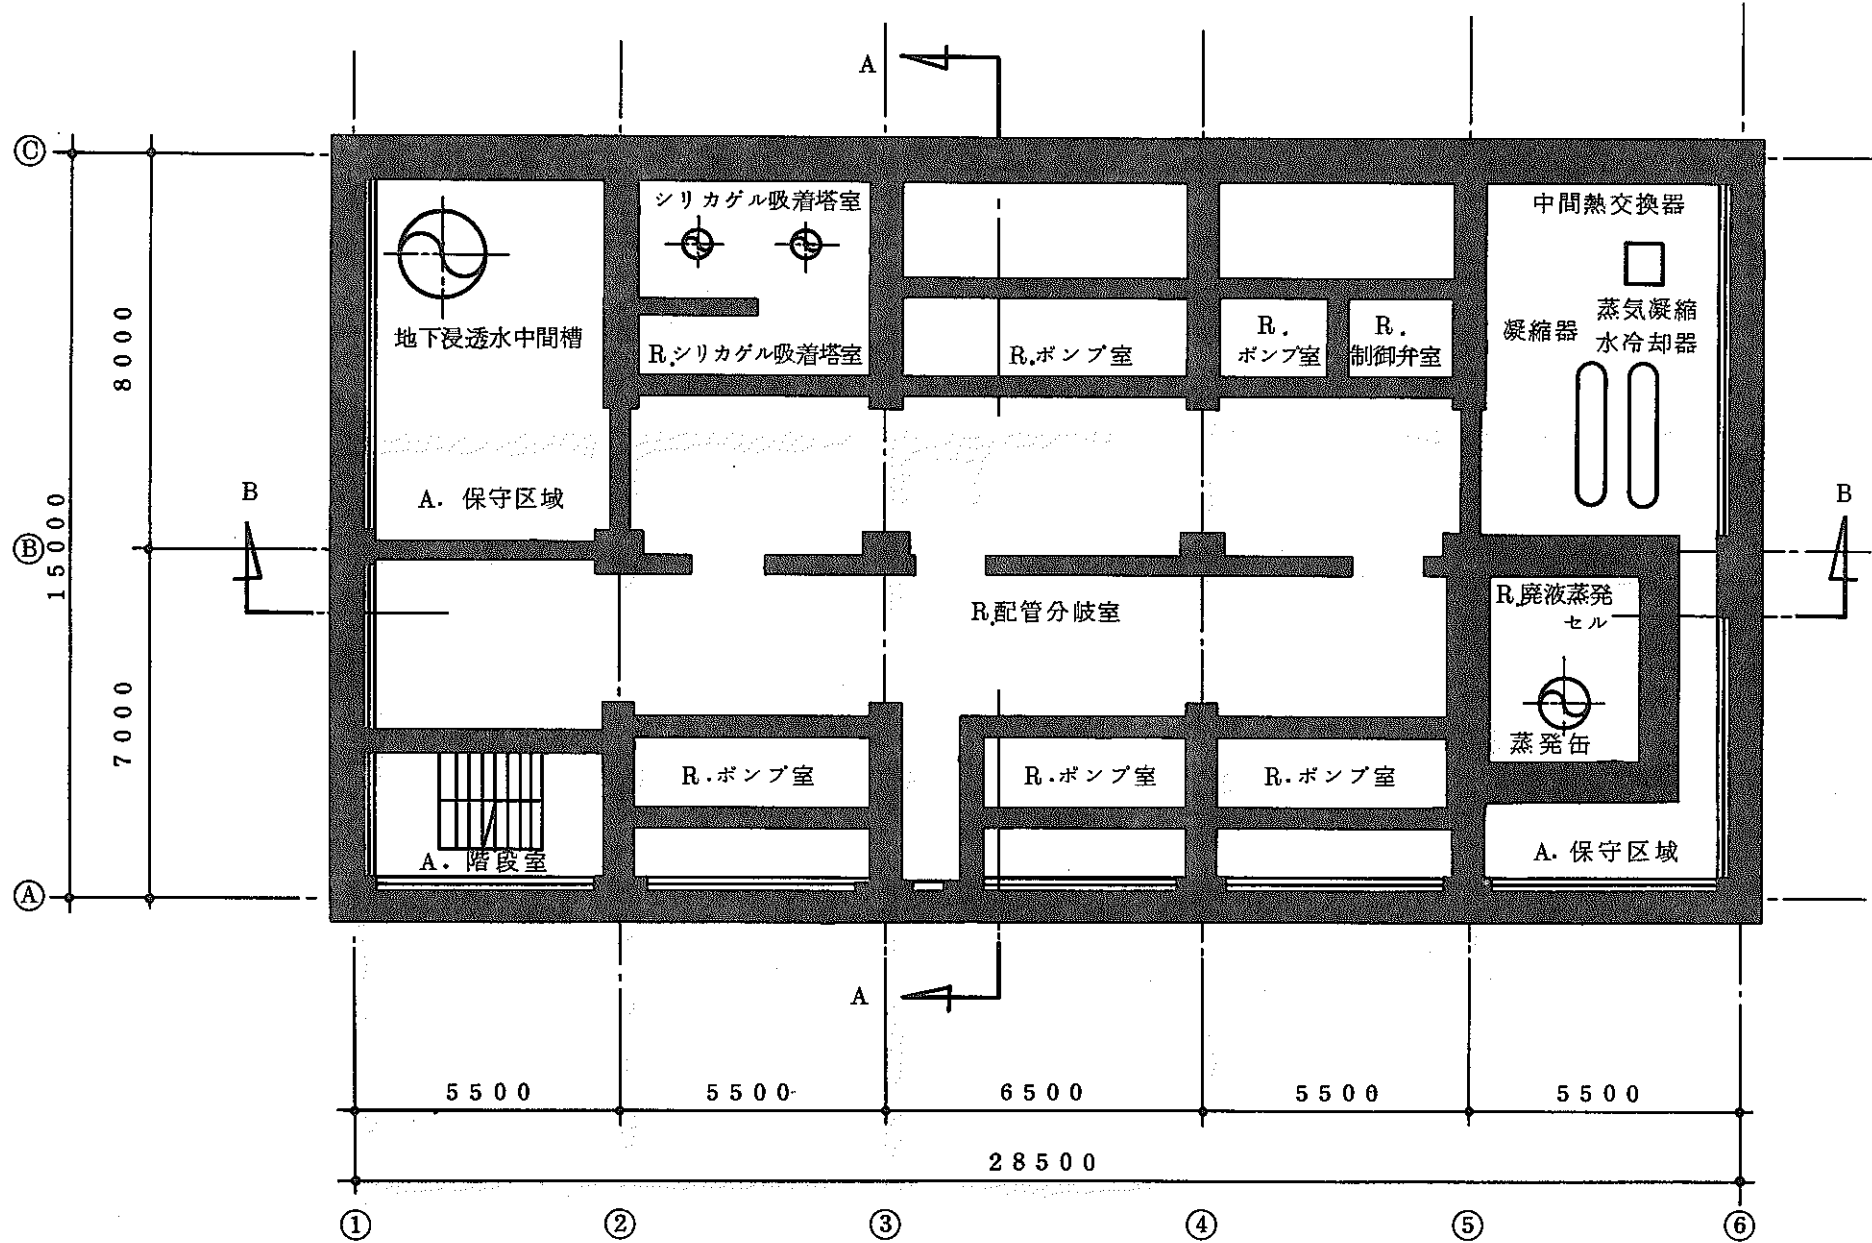 A
Ⓒ
シリカゲル吸着塔室
中間熱交換器
蒸気凝縮
水冷却器
凝縮器
地下浸透水中間槽
R.シリカゲル吸着塔室
R.ポンプ室
R.
ポンプ室
R.
制御弁室
8000
15000
B
A. 保守区域
B
Ⓑ
R.配管分岐室
R.廃液蒸発
セル
7000
蒸発缶
R.ポンプ室
R.ポンプ室
R.ポンプ室
A. 階段室
A. 保守区域
Ⓐ
A
5500
5500
6500
5500
5500
28500
①
②
③
④
⑤
⑥